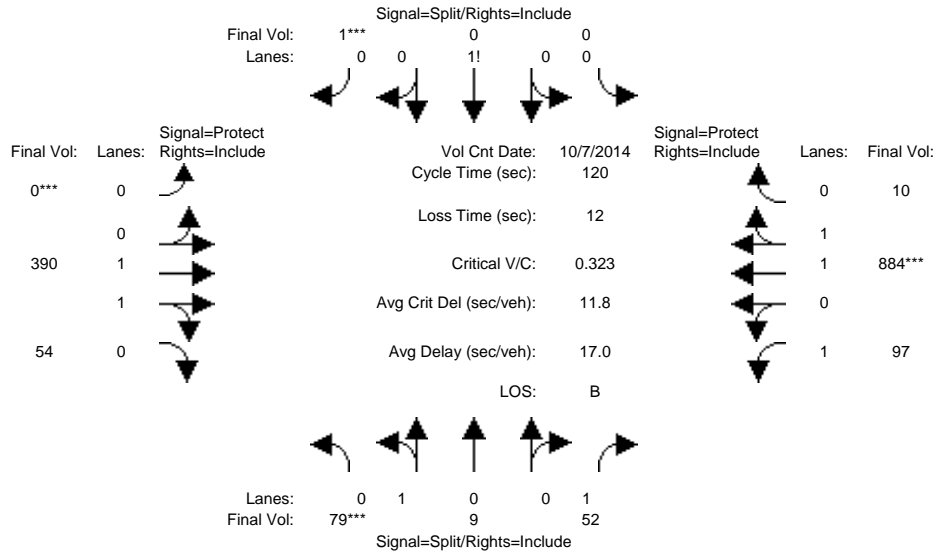 Signal=Split/Rights=Include
Final Vol: 1*** 0 0
Lanes: 0 0 1! 0 0
Signal=Protect Signal=Protect
Final Vol: Lanes: Rights=Include Vol Cnt Date: 10/7/2014 Rights=Include Lanes: Final Vol:
Cycle Time (sec): 120
0*** 0 0 10
Loss Time (sec): 12
0 1
390 1 Critical V/C: 0.323 1 884***
1 Avg Crit Del (sec/veh): 11.8 0
54 0 Avg Delay (sec/veh): 17.0 1 97
LOS: B
Lanes: 0 1 0 0 1
Final Vol: 79*** 9 52
Signal=Split/Rights=Include